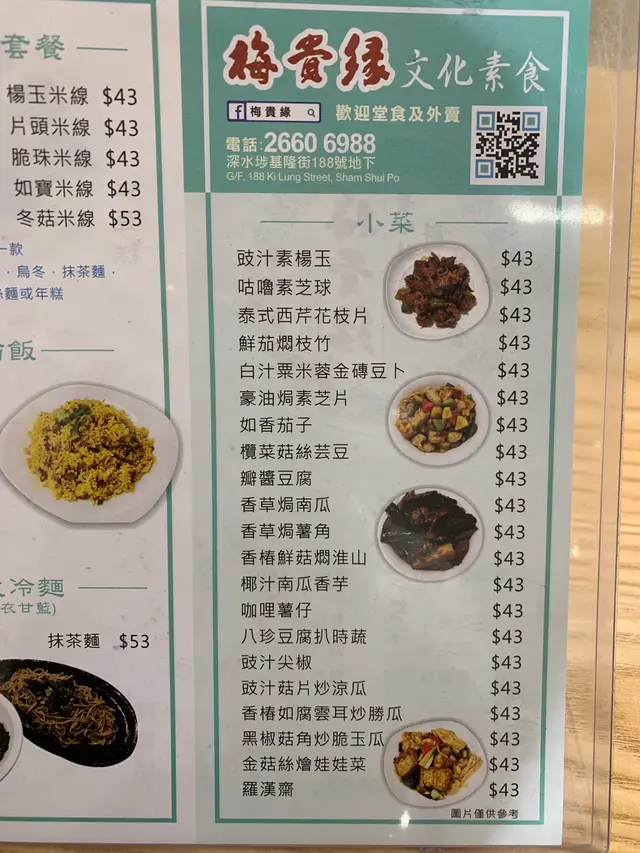 套餐
楊玉米線 $43
片頭米線 $43
脆珠米線 $43
如寶米線 $43
冬菇米線 $53
一款
、烏冬、抹茶麵、
麵或年糕
飯
冷麵
衣甘藍)
抹茶麵 $53
梅貴緣 文化素食
f 梅貴緣
歡迎堂食及外賣
電話:2660 6988
深水埗基隆街188號地下
G/F, 188 Ki Lung Street, Sham Shui Po
小菜
豉汁素楊玉 $43
咕嚕素芝球 $43
泰式西芹花枝片 $43
鮮茄燜枝竹 $43
白汁粟米蓉金磚豆卜 $43
豪油焗素芝片 $43
如香茄子 $43
欖菜菇絲芸豆 $43
瓣醬豆腐 $43
香草焗南瓜 $43
香草焗薯角 $43
香椿鮮菇燜淮山 $43
椰汁南瓜香芋 $43
咖哩薯仔 $43
八珍豆腐扒時蔬 $43
豉汁尖椒 $43
豉汁菇片炒涼瓜 $43
香椿如腐雲耳炒勝瓜 $43
黑椒菇角炒脆玉瓜 $43
金菇絲燴娃娃菜 $43
羅漢齋 $43
圖片僅供參考